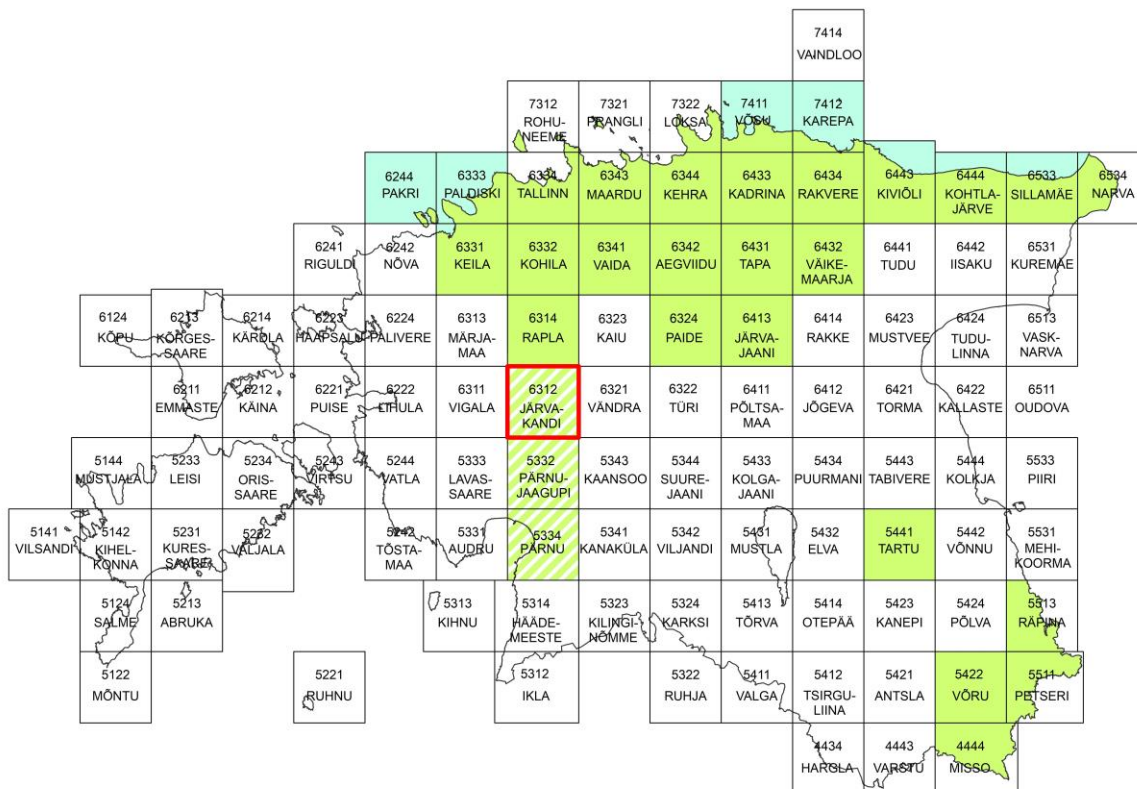 7414
VAINDLOO
7312
ROHU-
NEEME
7321
PRANGLI
7322
LOKSA
7411
VÕSU
7412
KAREPA
6244
PAKRI
6333
PALDISKI
6334
TALLINN
6343
MAARDU
6344
KEHRA
6433
KADRINA
6434
RAKVERE
6443
KIVIÕLI
6444
KOHTLA-
JÄRVE
6533
SILLAMÄE
6534
NARVA
6241
RIGULDI
6242
NÕVA
6331
KEILA
6332
KOHILA
6341
VAIDA
6342
AEGVIIDU
6431
TAPA
6432
VÄIKE-
MAARJA
6441
TUDU
6442
IISAKU
6531
KUREMÄE
6124
KÕPU
6213
KÕRGES-
SAARE
6214
KÄRDLA
6223
HAAPSALU
6224
PALIVERE
6313
MÄRJA-
MAA
6314
RAPLA
6323
KAIU
6324
PAIDE
6413
JÄRVA-
JAANI
6414
RAKKE
6423
MUSTVEE
6424
TUDU-
LINNA
6513
VASK-
NARVA
6211
EMMASTE
6212
KÄINA
6221
PUISE
6222
LIHULA
6311
VIGALA
6312
JÄRVA-
KANDI
6321
VÄNDRA
6322
TÜRI
6411
PÕLTSA-
MAA
6412
JÕGEVA
6421
TORMA
6422
KALLASTE
6511
OUDOVA
5144
MUSTJALA
5233
LEISI
5234
ORIS-
SAARE
5243
VIRTSU
5244
VATLA
5333
LAVAS-
SAARE
5332
PÄRNU-
JAAGUPI
5343
KAANSOO
5344
SUURE-
JAANI
5433
KOLGA-
JAANI
5434
PUURMANI
5443
TABIVERE
5444
KOLKJA
5533
PIIRI
5141
VILSANDI
5142
KIHEL-
KONNA
5231
KURES-
SAARE
5232
VALJALA
5242
TÕSTA-
MAA
5331
AUDRU
5334
PÄRNU
5341
KANAKÜLA
5342
VILJANDI
5431
MUSTLA
5432
ELVA
5441
TARTU
5442
VÕNNU
5531
MEHI-
KOORMA
5124
SALME
5213
ABRUKA
5313
KIHNU
5314
HÄÄDE-
MEESTE
5323
KILINGI-
NÕMME
5324
KARKSI
5413
TÕRVA
5414
OTEPÄÄ
5423
KANEPI
5424
PÕLVA
5513
RÄPINA
5122
MÕNTU
5221
RUHNU
5312
IKLA
5322
RUHJA
5411
VALGA
5412
TSIRGU-
LIINA
5421
ANTSLA
5422
VÕRU
5511
PETSERI
4434
HARGLA
4443
VARSTU
4444
MISSO